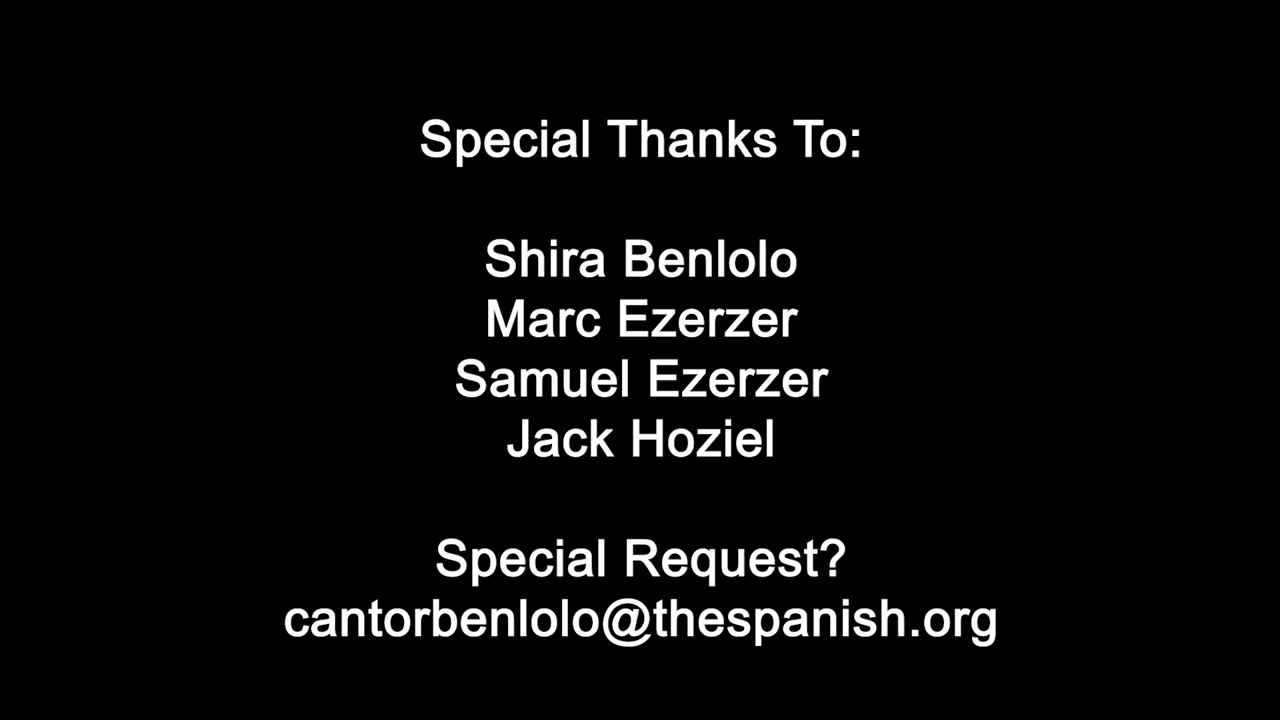 Special Thanks To:
Shira Benlolo
Marc Ezerzer
Samuel Ezerzer
Jack Hoziel
Special Request?
cantorbenlolo@thespanish.org